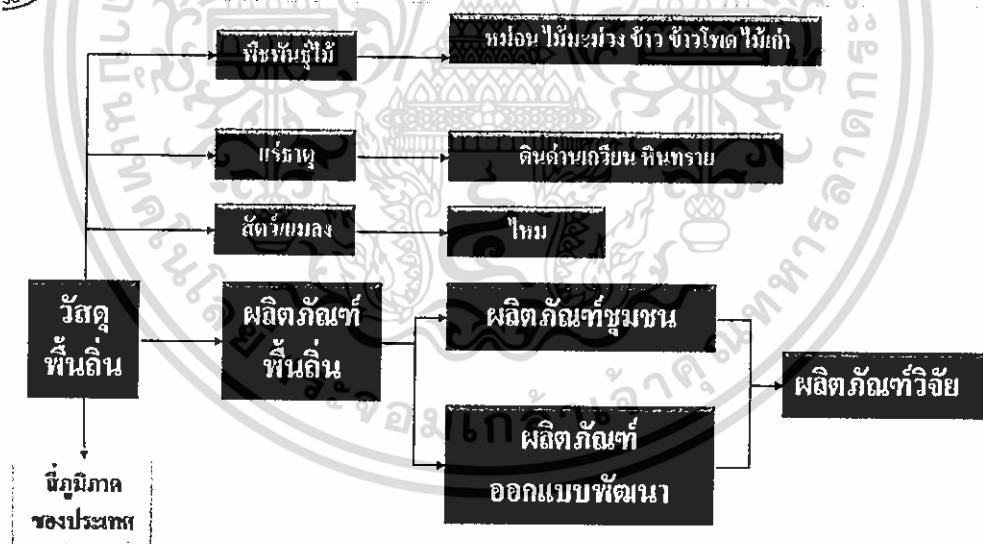 พืชพันธุ์ไม้
หม่อน ไม้มะม่วง ข้าว ข้าวโพด ไม้เก่า
แร่ธาตุ
ดินด่านเกวียน หินทราย
สัตว์/แมลง
ไหม
วัสดุ
พื้นถิ่น
ผลิตภัณฑ์
พื้นถิ่น
ผลิตภัณฑ์ชุมชน
ผลิตภัณฑ์
ออกแบบพัฒนา
ผลิตภัณฑ์วิจัย
สี่ภูมิภาค
ของประเทศ